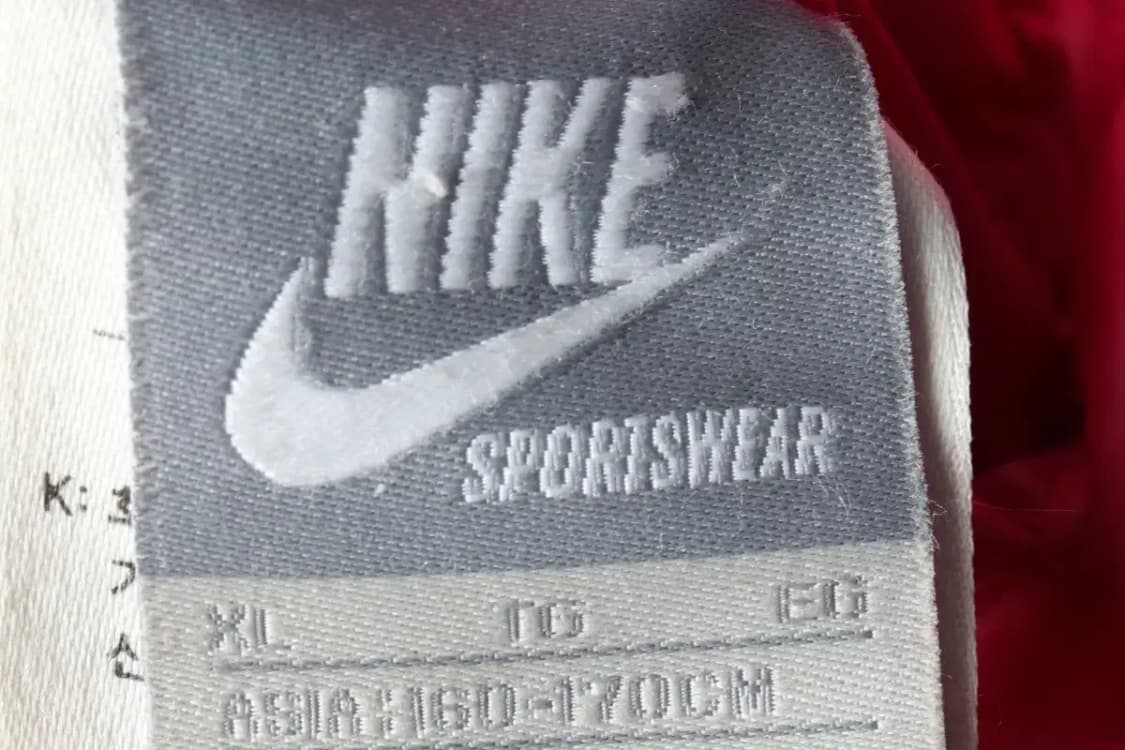 NIKE
SPORTSWEAR
XL TG EG
ASIA:160-170CM
K: